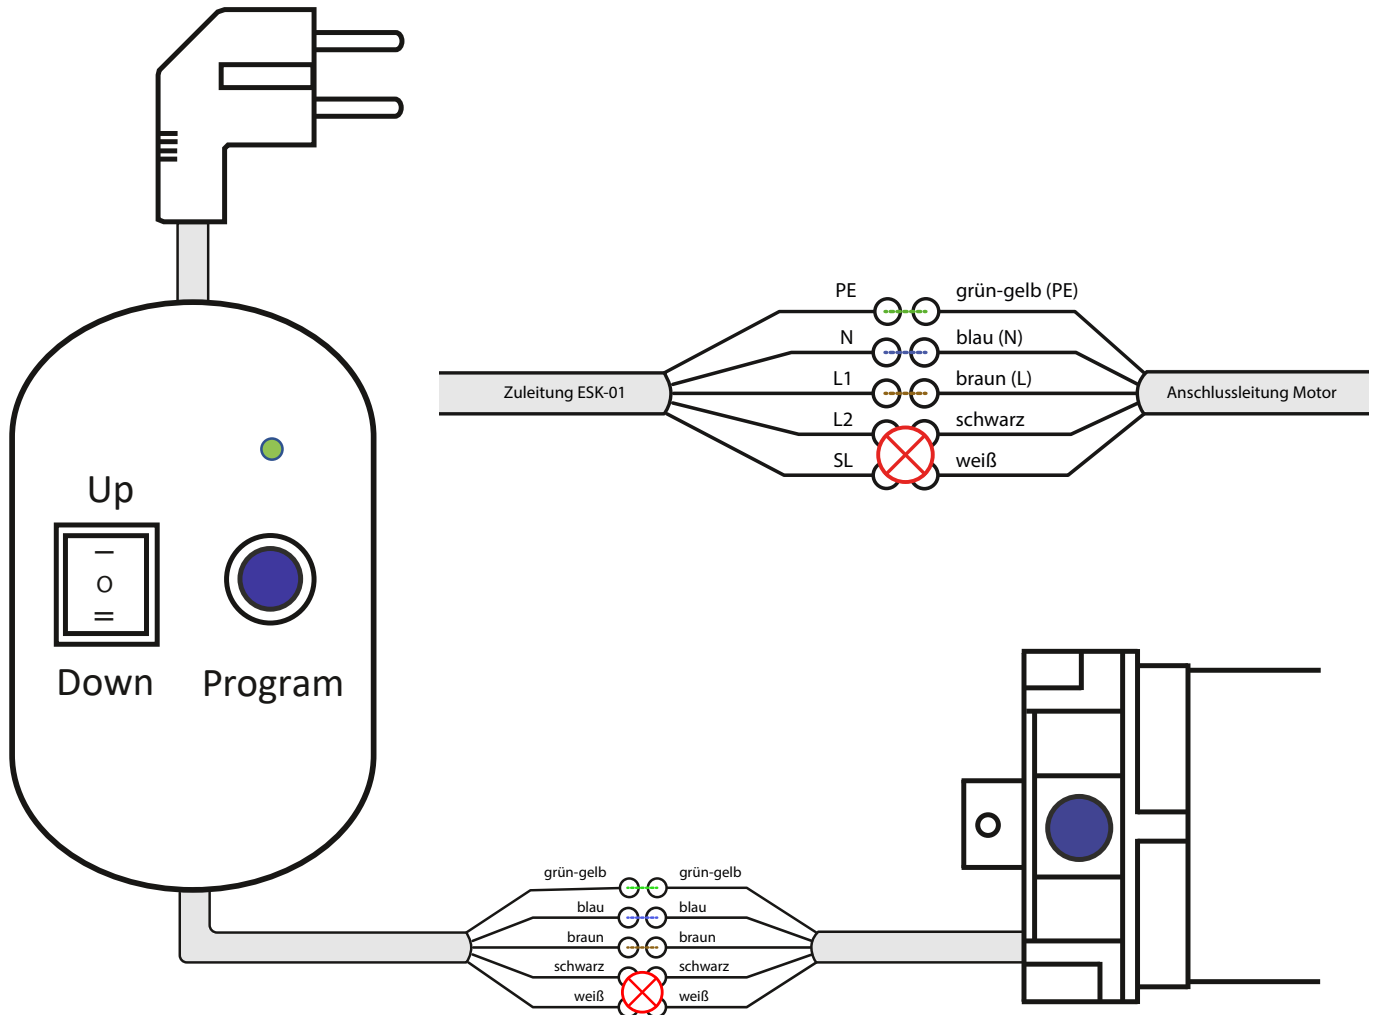 PE grün-gelb (PE)
N blau (N)
L1 braun (L)
Zuleitung ESK-01 Anschlussleitung Motor
L2 schwarz
SL weiß
Up
–
O
=
Down Program
grün-gelb grün-gelb
blau blau
braun braun
schwarz schwarz
weiß weiß